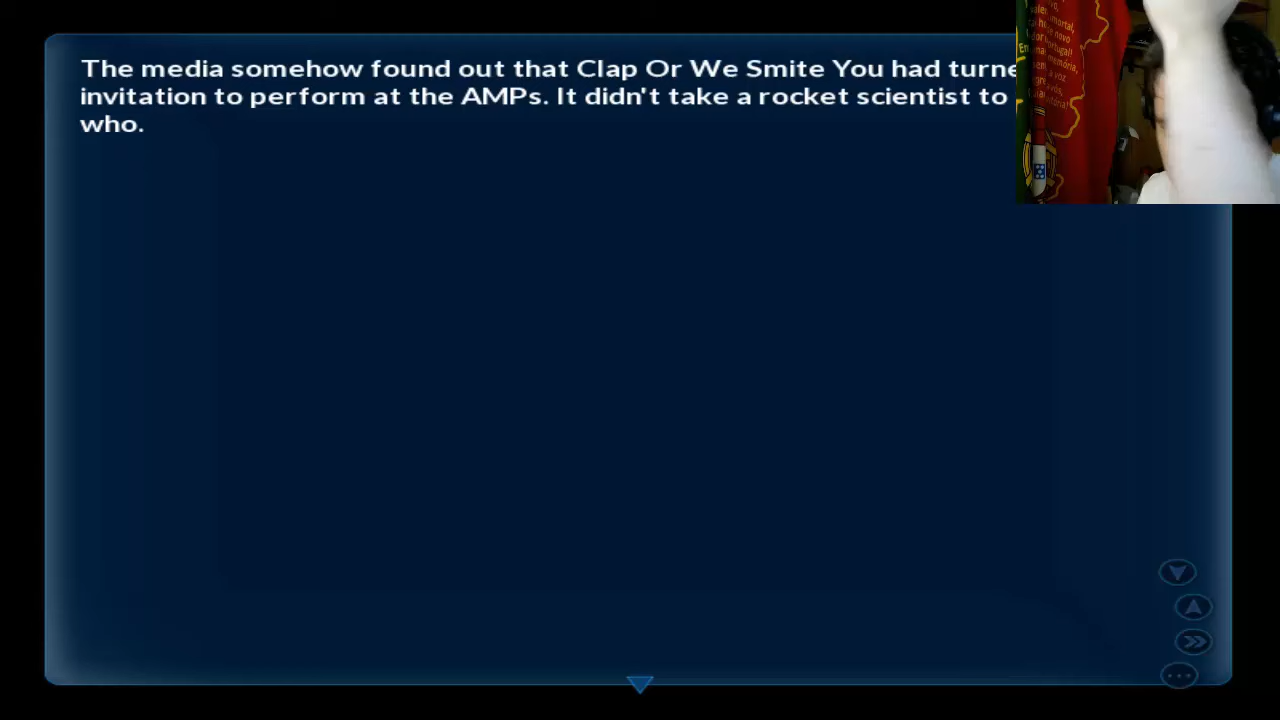 The media somehow found out that Clap Or We Smite You had turne
invitation to perform at the AMPs. It didn't take a rocket scientist to
who.